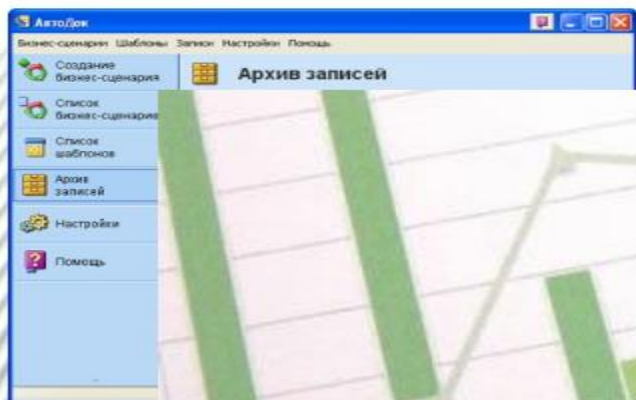 АвтоДок
Бизнес-сценарии Шаблоны Записи Настройки Помощь
Создание
бизнес-сценария
Архив записей
Список
бизнес-сценарие
Список
шаблонов
Архив
записей
Настройки
Помощь